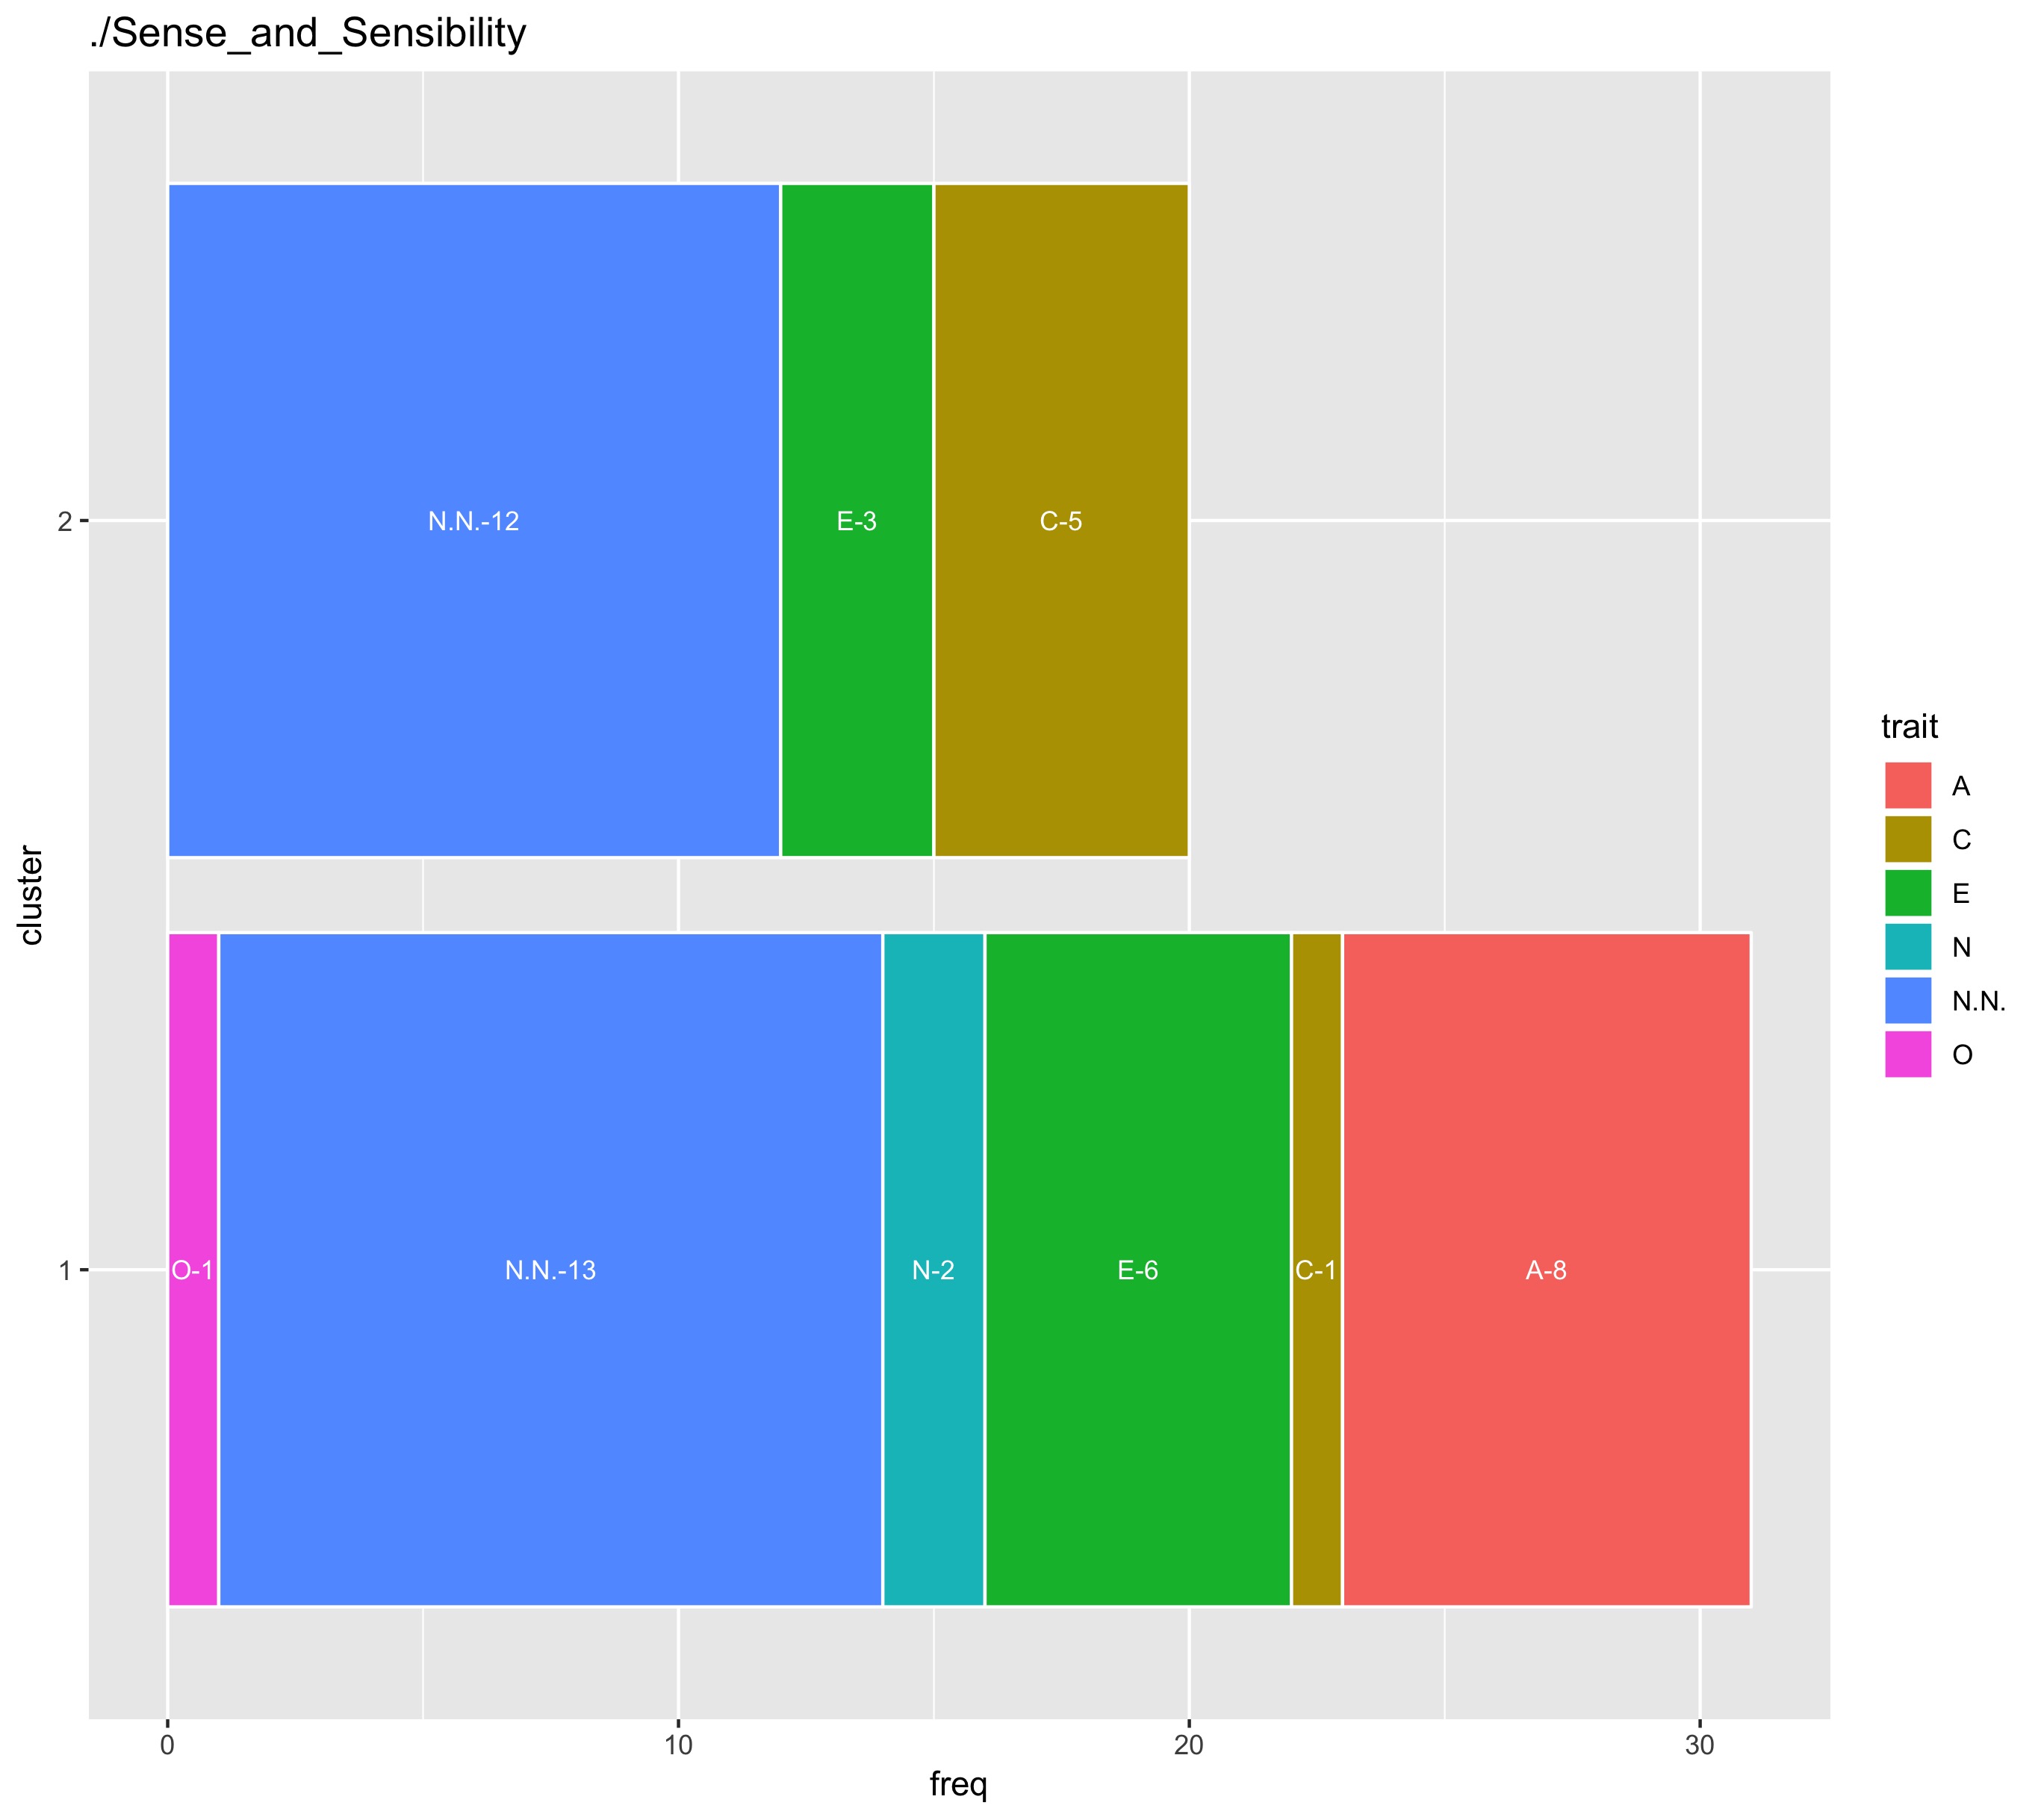 ./Sense_and_Sensibility
2
N.N.-12 E-3 C-5
cluster
1
O-1 N.N.-13 N-2 E-6 C-1 A-8
0 10 20 30
freq
trait
A
C
E
N
N.N.
O